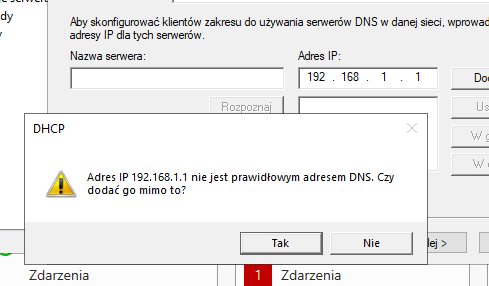 dy
Aby skonfigurować klientów zakresu do używania serwerów DNS w danej sieci, wprowad
adresy IP dla tych serwerów.
Nazwa serwera:
Adres IP:
192 . 168 . 1 . 1
Dod
Rozpoznaj
Us
W g
W d
DHCP
Adres IP 192.168.1.1 nie jest prawidłowym adresem DNS. Czy
dodać go mimo to?
Tak
Nie
lej >
Zdarzenia
1
Zdarzenia